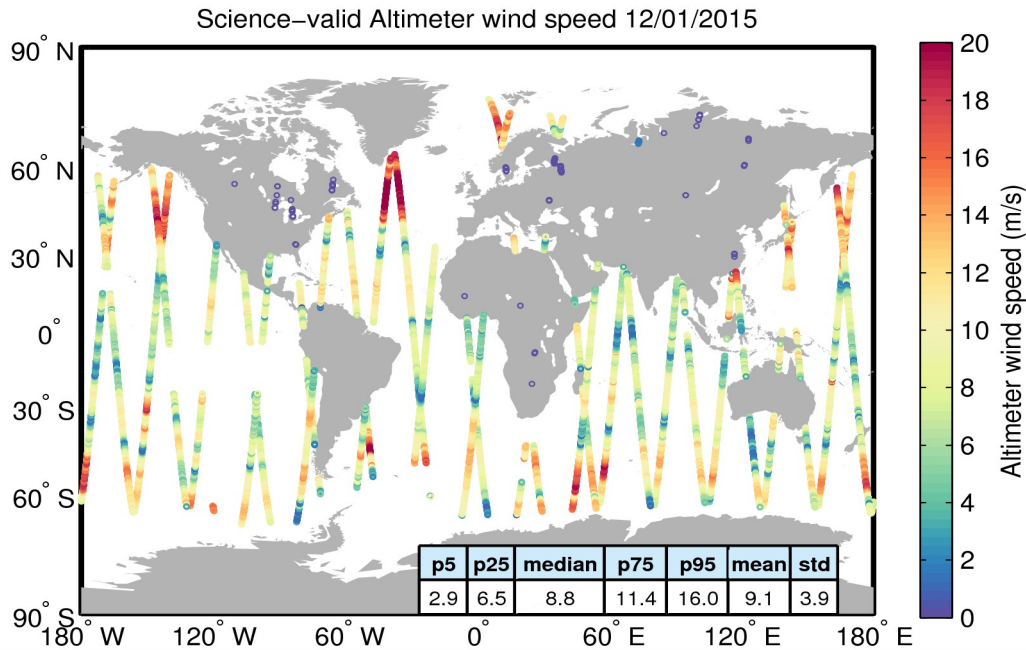 Science−valid Altimeter wind speed 12/01/2015
90° N
60° N
30° N
0°
30° S
60° S
90° S
180° W
120° W
60° W
0°
60° E
120° E
180° E
p5 p25 median p75 p95 mean std
2.9 6.5 8.8 11.4 16.0 9.1 3.9
20
18
16
14
12
10
8
6
4
2
0
Altimeter wind speed (m/s)